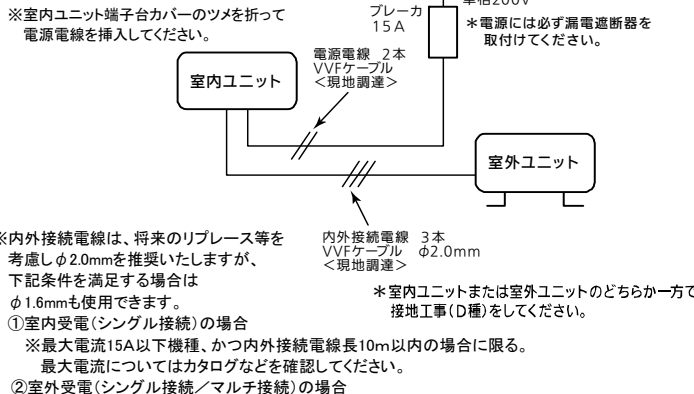 ※室内ユニット端子台カバーのツメを折って
電源電線を挿入してください。
ブレーカ
15A
単相200V
＊電源には必ず漏電遮断器を
取付けてください。
電源電線 2本
VVFケーブル
＜現地調達＞
室内ユニット
室外ユニット
※内外接続電線は、将来のリプレース等を
考慮しφ2.0mmを推奨いたしますが、
下記条件を満足する場合は
φ1.6mmも使用できます。
内外接続電線 3本
VVFケーブル φ2.0mm
＜現地調達＞
＊室内ユニットまたは室外ユニットのどちらか一方で
接地工事(D種)をしてください。
①室内受電(シングル接続)の場合
※最大電流15A以下機種、かつ内外接続電線長10m以内の場合に限る。
最大電流についてはカタログなどを確認してください。
②室外受電(シングル接続／マルチ接続)の場合